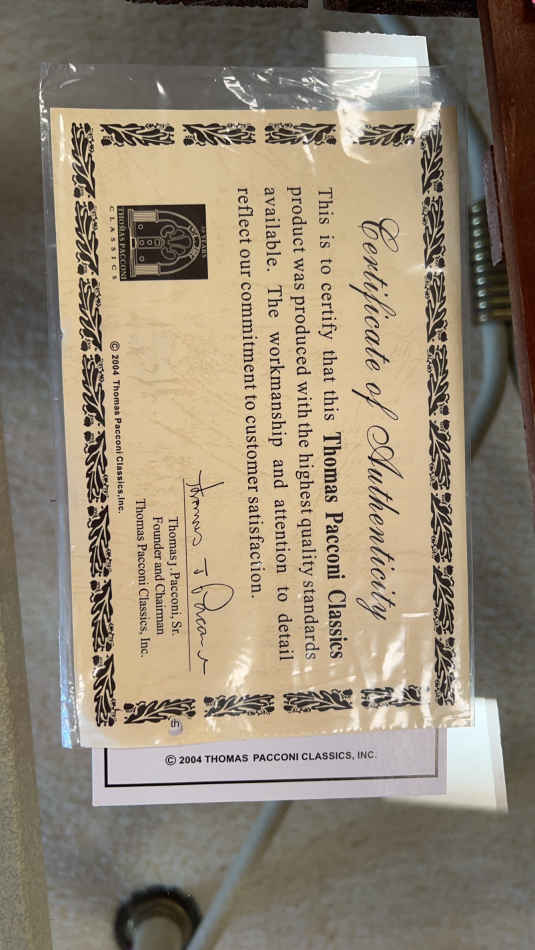 Certificate of Authenticity
This is to certify that this Thomas Pacconi Classics
product was produced with the highest quality standards
available. The workmanship and attention to detail
reflect our commitment to customer satisfaction.
THOMAS PACCONI
CLASSICS
Thomas J Pacconi
Thomas J. Pacconi, Sr.
Founder and Chairman
Thomas Pacconi Classics, Inc.
© 2004 Thomas Pacconi Classics,Inc.
© 2004 THOMAS PACCONI CLASSICS, INC.